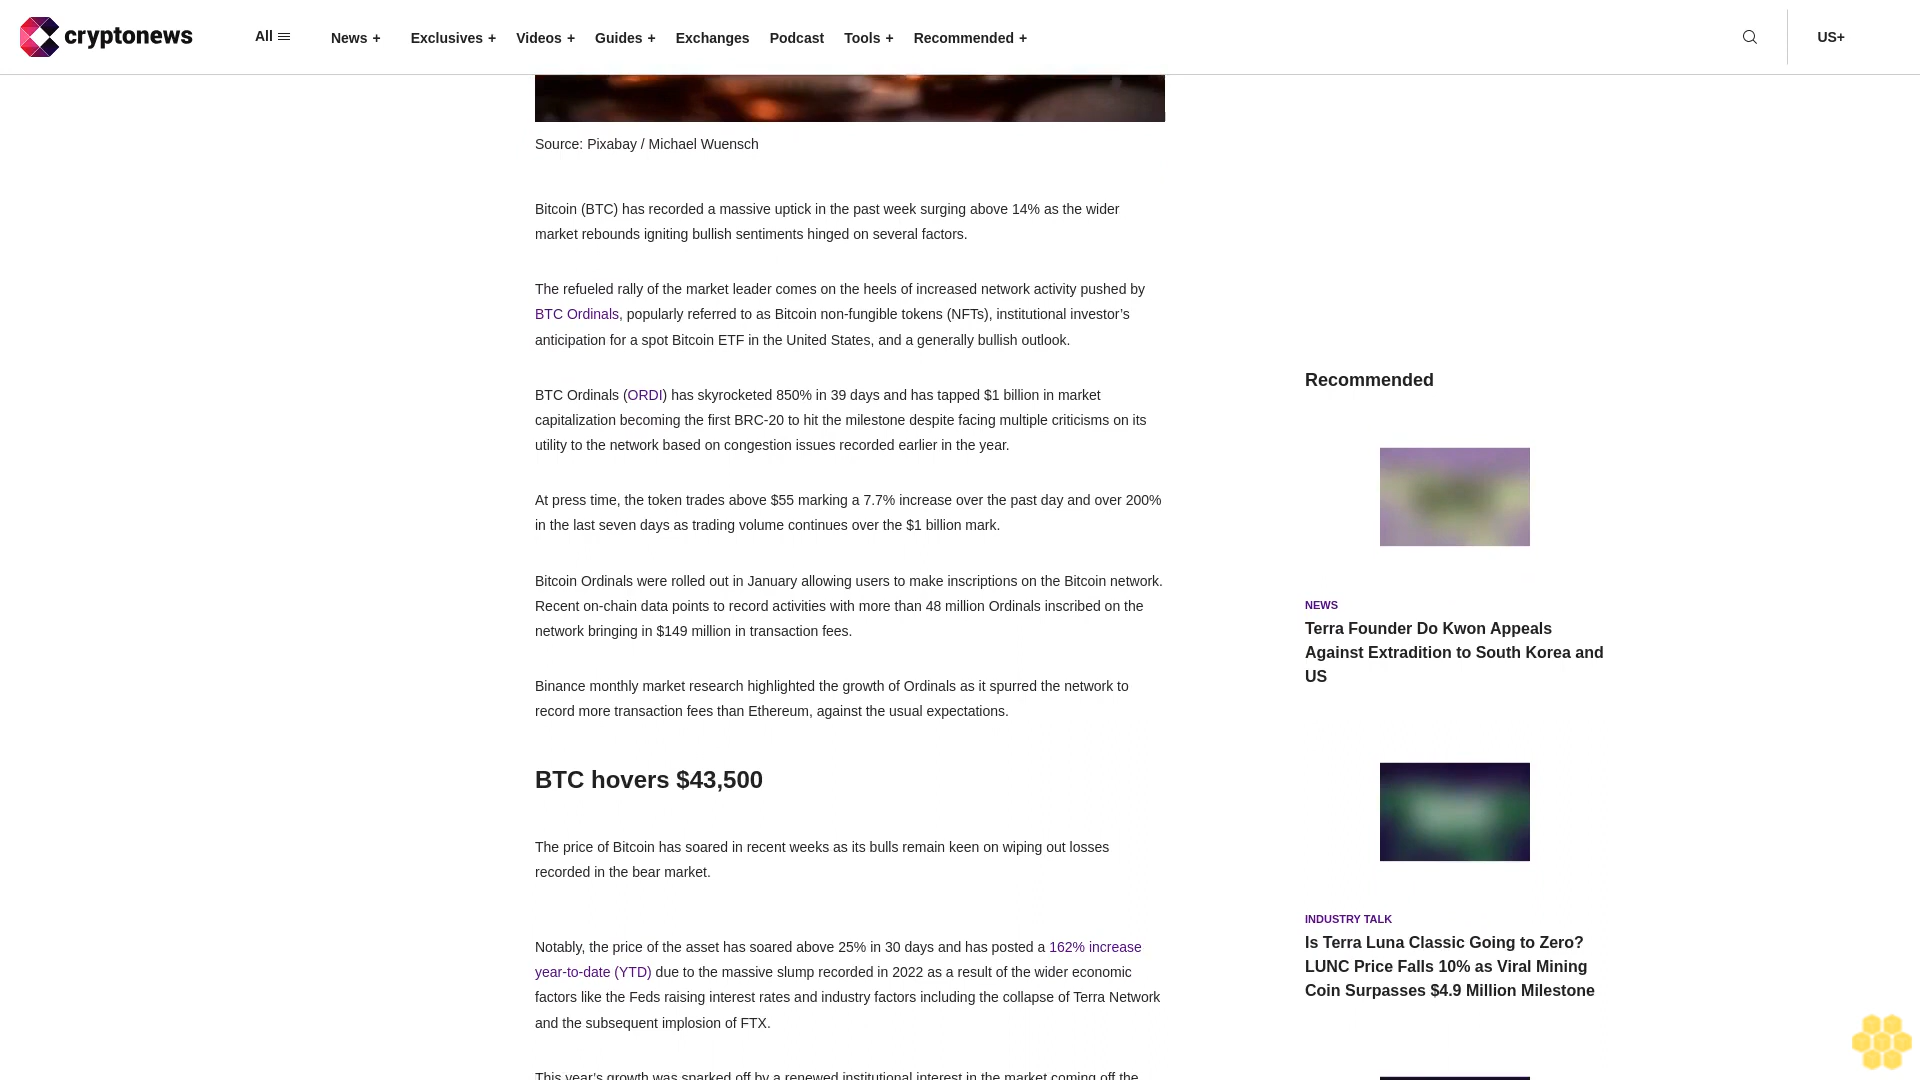 cryptonews
All
News +
Exclusives +
Videos +
Guides +
Exchanges
Podcast
Tools +
Recommended +
US+
Source: Pixabay / Michael Wuensch
Bitcoin (BTC) has recorded a massive uptick in the past week surging above 14% as the wider
market rebounds igniting bullish sentiments hinged on several factors.
The refueled rally of the market leader comes on the heels of increased network activity pushed by
BTC Ordinals, popularly referred to as Bitcoin non-fungible tokens (NFTs), institutional investor’s
anticipation for a spot Bitcoin ETF in the United States, and a generally bullish outlook.
BTC Ordinals (ORDI) has skyrocketed 850% in 39 days and has tapped $1 billion in market
capitalization becoming the first BRC-20 to hit the milestone despite facing multiple criticisms on its
utility to the network based on congestion issues recorded earlier in the year.
At press time, the token trades above $55 marking a 7.7% increase over the past day and over 200%
in the last seven days as trading volume continues over the $1 billion mark.
Bitcoin Ordinals were rolled out in January allowing users to make inscriptions on the Bitcoin network.
Recent on-chain data points to record activities with more than 48 million Ordinals inscribed on the
network bringing in $149 million in transaction fees.
Binance monthly market research highlighted the growth of Ordinals as it spurred the network to
record more transaction fees than Ethereum, against the usual expectations.
BTC hovers $43,500
The price of Bitcoin has soared in recent weeks as its bulls remain keen on wiping out losses
recorded in the bear market.
Notably, the price of the asset has soared above 25% in 30 days and has posted a 162% increase
year-to-date (YTD) due to the massive slump recorded in 2022 as a result of the wider economic
factors like the Feds raising interest rates and industry factors including the collapse of Terra Network
and the subsequent implosion of FTX.
This year’s growth was sparked off by a renewed institutional interest in the market coming off the
Recommended
NEWS
Terra Founder Do Kwon Appeals
Against Extradition to South Korea and
US
INDUSTRY TALK
Is Terra Luna Classic Going to Zero?
LUNC Price Falls 10% as Viral Mining
Coin Surpasses $4.9 Million Milestone